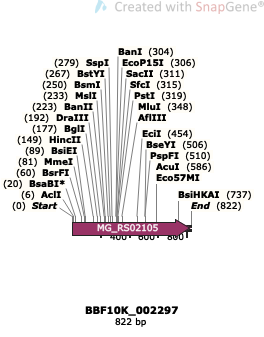 Created with SnapGene®
BanI (304)
(279) SspI EcoP15I (306)
(267) BstYI SacII (311)
(250) BsmI SfcI (315)
(233) MslI PstI (319)
(223) BanII MluI (348)
(192) DraIII AflIII
(177) BglI EciI (454)
(149) HincII BseYI (506)
(89) BsiEI PspFI (510)
(81) MmeI AcuI (586)
(60) BsrFI Eco57MI
(20) BsaBI* BsiHKAI (737)
(6) AclI End (822)
(0) Start
MG_RS02105
400 600 800
BBF10K_002297
822 bp